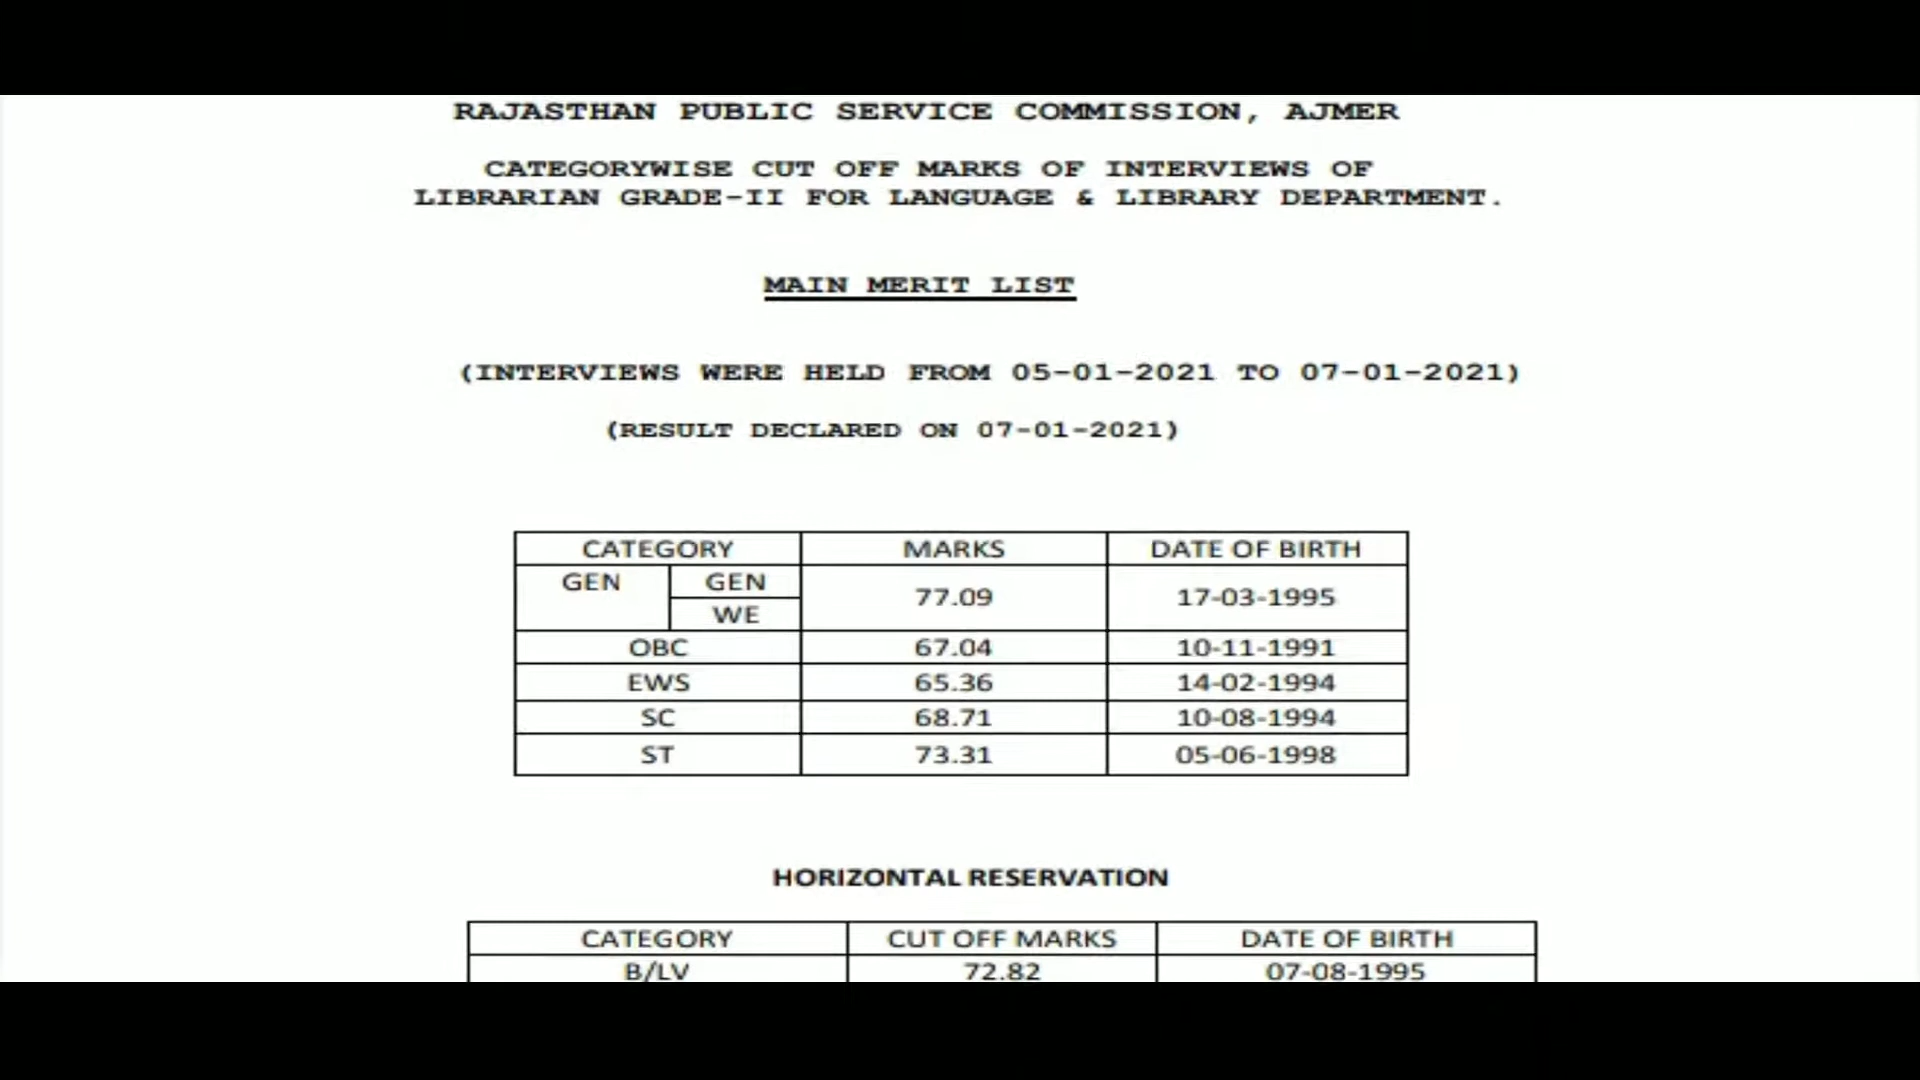 RAJASTHAN PUBLIC SERVICE COMMISSION, AJMER
CATEGORYWISE CUT OFF MARKS OF INTERVIEWS OF
LIBRARIAN GRADE-II FOR LANGUAGE & LIBRARY DEPARTMENT.
MAIN MERIT LIST
(INTERVIEWS WERE HELD FROM 05-01-2021 TO 07-01-2021)
(RESULT DECLARED ON 07-01-2021)
CATEGORY MARKS DATE OF BIRTH
GEN GEN 77.09 17-03-1995
WE
OBC 67.04 10-11-1991
EWS 65.36 14-02-1994
SC 68.71 10-08-1994
ST 73.31 05-06-1998
HORIZONTAL RESERVATION
CATEGORY CUT OFF MARKS DATE OF BIRTH
B/LV 72.82 07-08-1995